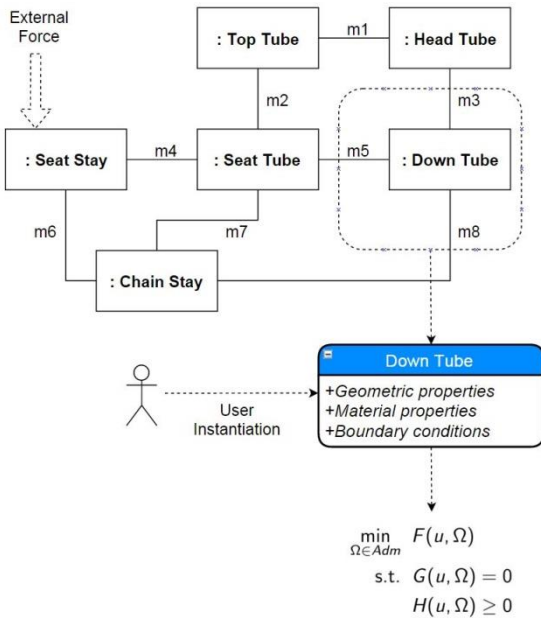 External
Force
: Top Tube
m1
: Head Tube
m2
m3
: Seat Stay
m4
: Seat Tube
m5
: Down Tube
m6
m7
m8
: Chain Stay
Down Tube
+Geometric properties
+Material properties
+Boundary conditions
User
Instantiation
min F(u, Ω)
Ω∈Adm
s.t. G(u, Ω) = 0
H(u, Ω) ≥ 0